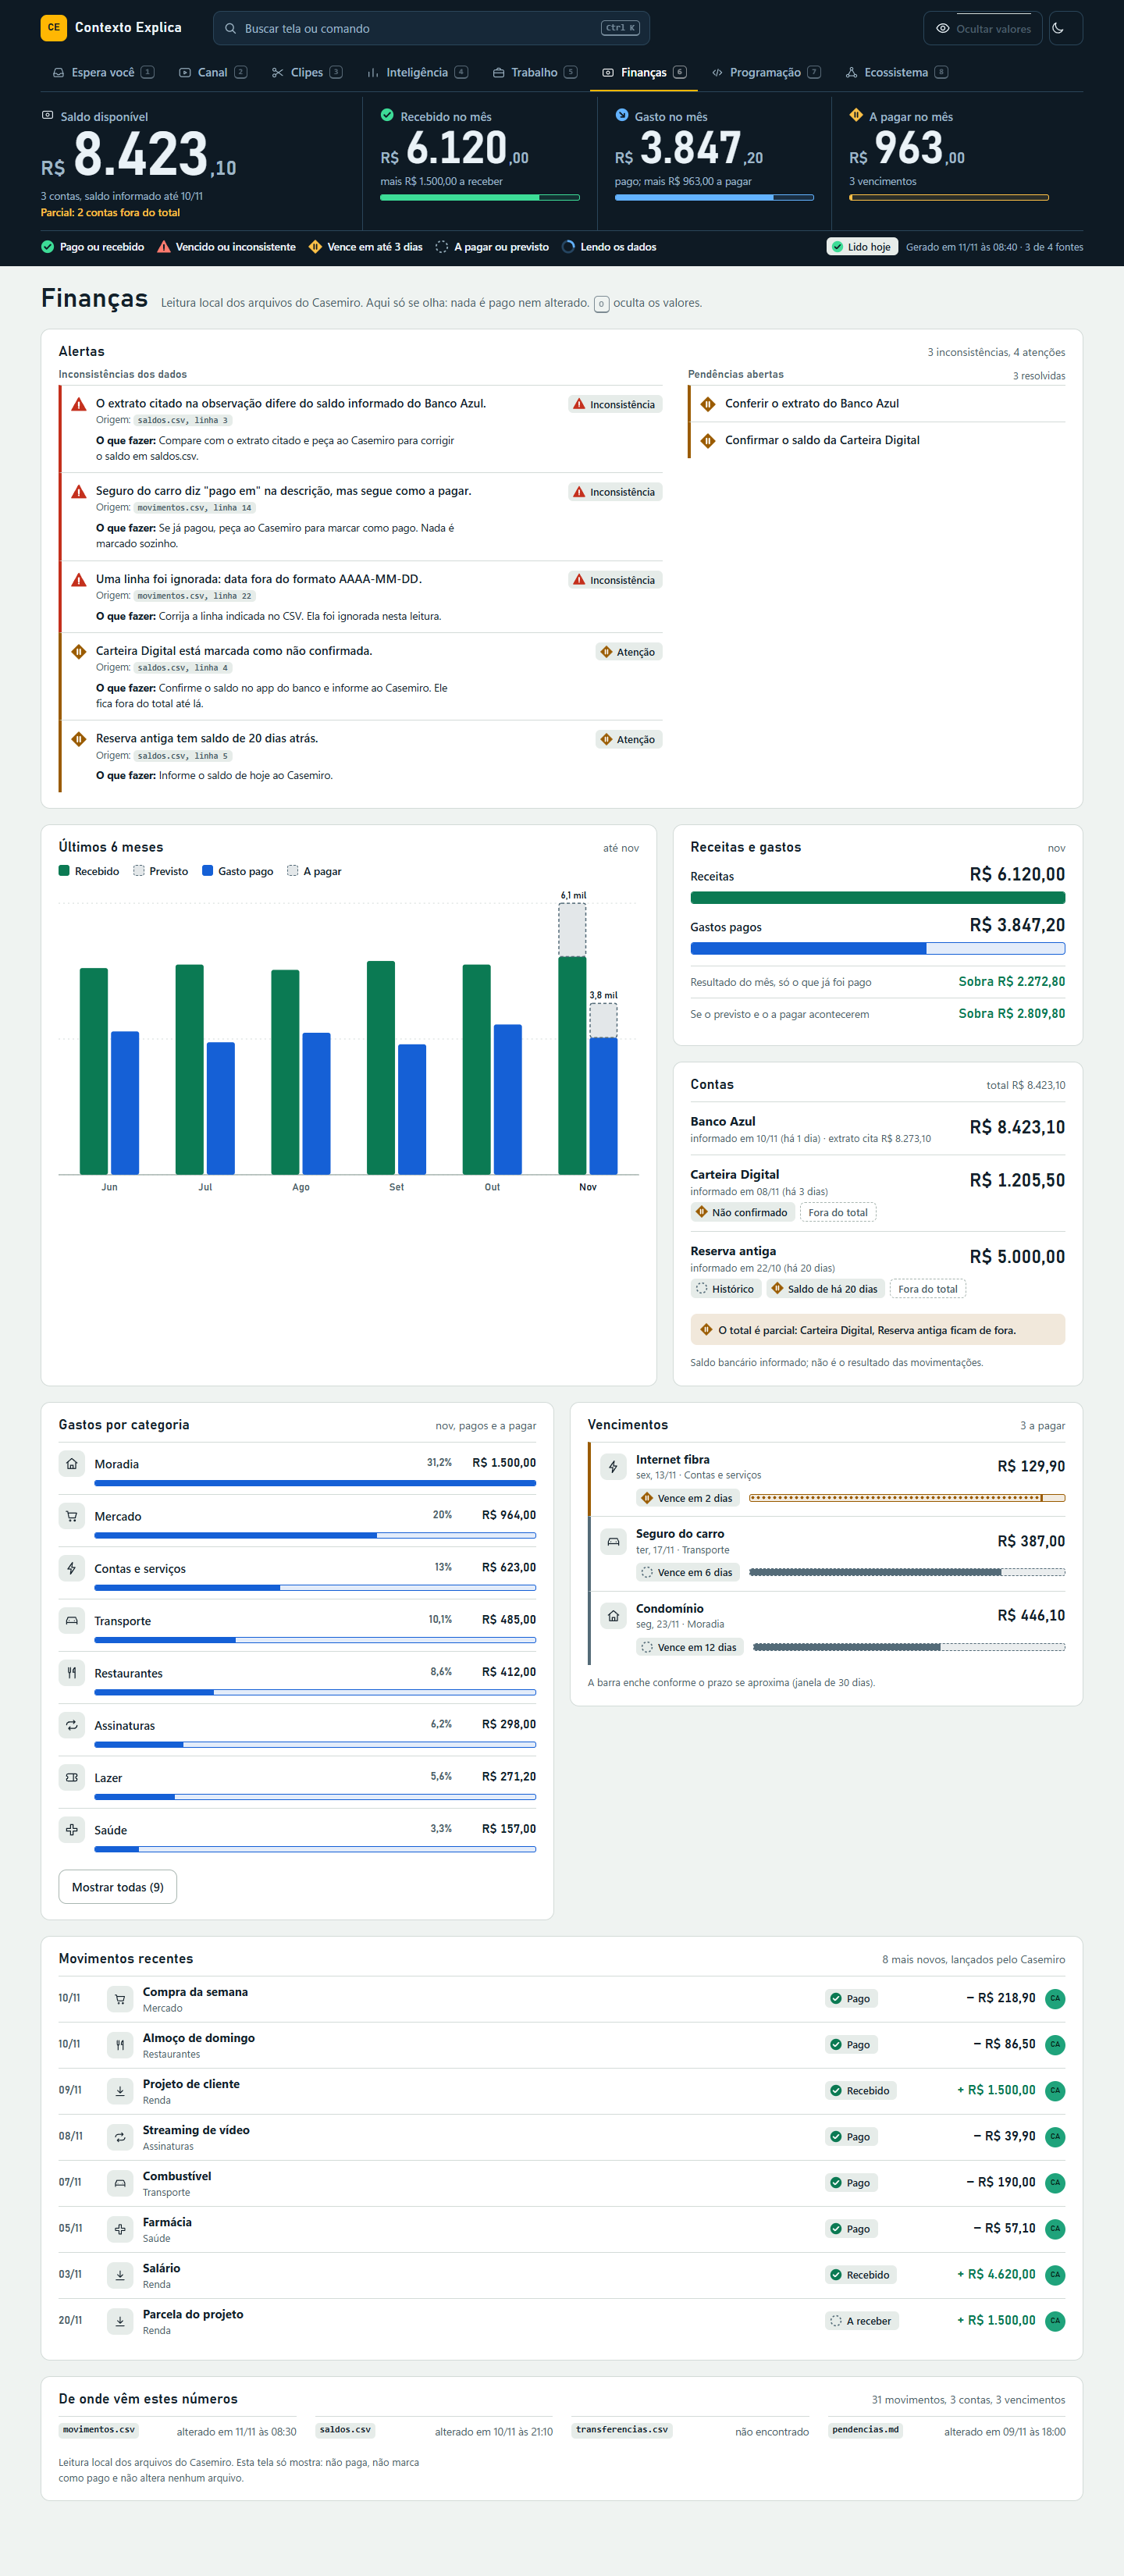 CE Contexto Explica
Buscar tela ou comando Ctrl K
Ocultar valores
Espera você 1
Canal 2
Clipes 3
Inteligência 4
Trabalho 5
Finanças 6
Programação 7
Ecossistema 8
Saldo disponível
R$ 8.423,10
3 contas, saldo informado até 10/11
Parcial: 2 contas fora do total
Recebido no mês
R$ 6.120,00
mais R$ 1.500,00 a receber
Gasto no mês
R$ 3.847,20
pago; mais R$ 963,00 a pagar
A pagar no mês
R$ 963,00
3 vencimentos
Pago ou recebido
Vencido ou inconsistente
Vence em até 3 dias
A pagar ou previsto
Lendo os dados
Lido hoje
Gerado em 11/11 às 08:40 · 3 de 4 fontes
Finanças
Leitura local dos arquivos do Casemiro. Aqui só se olha: nada é pago nem alterado. O oculta os valores.
Alertas
3 inconsistências, 4 atenções
Inconsistências dos dados
O extrato citado na observação difere do saldo informado do Banco Azul.
Inconsistência
Origem: saldos.csv, linha 3
O que fazer: Compare com o extrato citado e peça ao Casemiro para corrigir
o saldo em saldos.csv.
Seguro do carro diz "pago em" na descrição, mas segue como a pagar.
Inconsistência
Origem: movimentos.csv, linha 14
O que fazer: Se já pagou, peça ao Casemiro para marcar como pago. Nada é
marcado sozinho.
Uma linha foi ignorada: data fora do formato AAAA-MM-DD.
Inconsistência
Origem: movimentos.csv, linha 22
O que fazer: Corrija a linha indicada no CSV. Ela foi ignorada nesta leitura.
Carteira Digital está marcada como não confirmada.
Atenção
Origem: saldos.csv, linha 4
O que fazer: Confirme o saldo no app do banco e informe ao Casemiro. Ele
fica fora do total até lá.
Reserva antiga tem saldo de 20 dias atrás.
Atenção
Origem: saldos.csv, linha 5
O que fazer: Informe o saldo de hoje ao Casemiro.
Pendências abertas
3 resolvidas
Conferir o extrato do Banco Azul
Confirmar o saldo da Carteira Digital
Últimos 6 meses
até nov
Recebido
Previsto
Gasto pago
A pagar
6,1 mil
3,8 mil
Jun
Jul
Ago
Set
Out
Nov
Receitas e gastos
nov
Receitas R$ 6.120,00
Gastos pagos R$ 3.847,20
Resultado do mês, só o que já foi pago Sobra R$ 2.272,80
Se o previsto e o a pagar acontecerem Sobra R$ 2.809,80
Contas
total R$ 8.423,10
Banco Azul
R$ 8.423,10
informado em 10/11 (há 1 dia) · extrato cita R$ 8.273,10
Carteira Digital
R$ 1.205,50
informado em 08/11 (há 3 dias)
Não confirmado
Fora do total
Reserva antiga
R$ 5.000,00
informado em 22/10 (há 20 dias)
Histórico
Saldo de há 20 dias
Fora do total
O total é parcial: Carteira Digital, Reserva antiga ficam de fora.
Saldo bancário informado; não é o resultado das movimentações.
Gastos por categoria
nov, pagos e a pagar
Moradia 31,2% R$ 1.500,00
Mercado 20% R$ 964,00
Contas e serviços 13% R$ 623,00
Transporte 10,1% R$ 485,00
Restaurantes 8,6% R$ 412,00
Assinaturas 6,2% R$ 298,00
Lazer 5,6% R$ 271,20
Saúde 3,3% R$ 157,00
Mostrar todas (9)
Vencimentos
3 a pagar
Internet fibra
R$ 129,90
sex, 13/11 · Contas e serviços
Vence em 2 dias
Seguro do carro
R$ 387,00
ter, 17/11 · Transporte
Vence em 6 dias
Condomínio
R$ 446,10
seg, 23/11 · Moradia
Vence em 12 dias
A barra enche conforme o prazo se aproxima (janela de 30 dias).
Movimentos recentes
8 mais novos, lançados pelo Casemiro
10/11 Compra da semana Pago − R$ 218,90 CA
Mercado
10/11 Almoço de domingo Pago − R$ 86,50 CA
Restaurantes
09/11 Projeto de cliente Recebido + R$ 1.500,00 CA
Renda
08/11 Streaming de vídeo Pago − R$ 39,90 CA
Assinaturas
07/11 Combustível Pago − R$ 190,00 CA
Transporte
05/11 Farmácia Pago − R$ 57,10 CA
Saúde
03/11 Salário Recebido + R$ 4.620,00 CA
Renda
20/11 Parcela do projeto A receber + R$ 1.500,00 CA
Renda
De onde vêm estes números
31 movimentos, 3 contas, 3 vencimentos
movimentos.csv alterado em 11/11 às 08:30
saldos.csv alterado em 10/11 às 21:10
transferencias.csv não encontrado
pendencias.md alterado em 09/11 às 18:00
Leitura local dos arquivos do Casemiro. Esta tela só mostra: não paga, não marca
como pago e não altera nenhum arquivo.